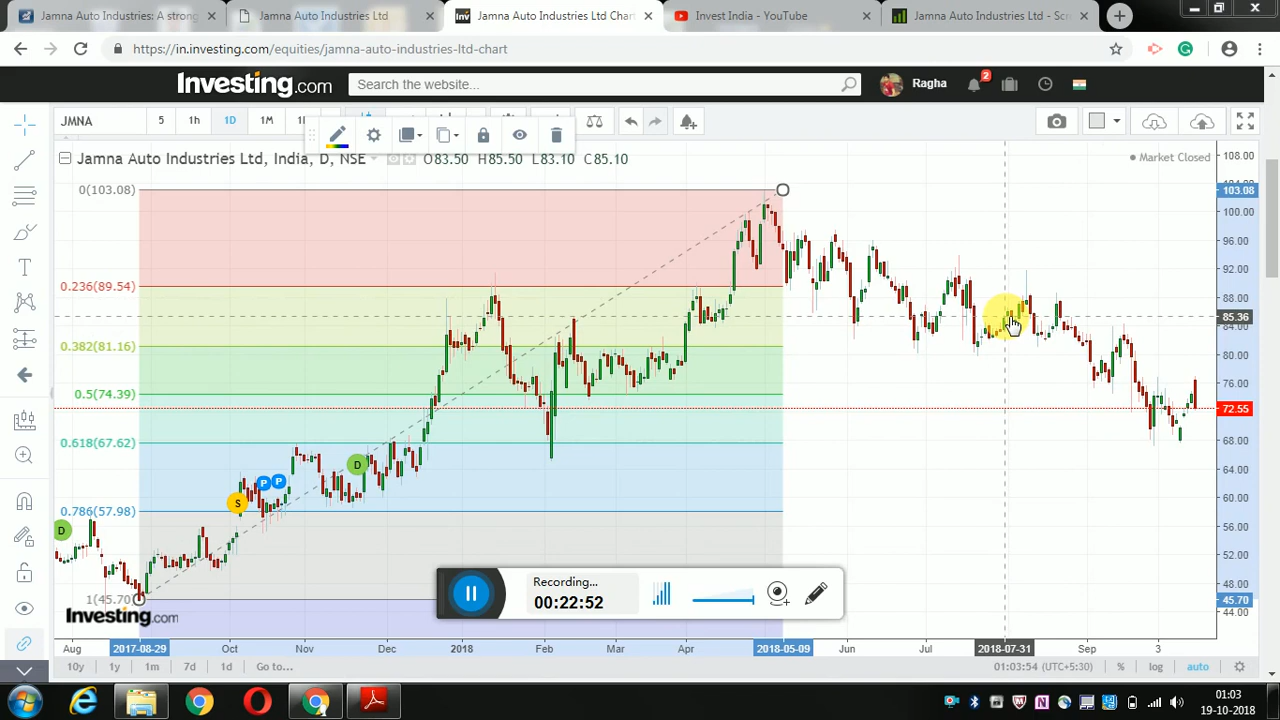 Jamna Auto Industries: A stron
Jamna Auto Industries Ltd
Jamna Auto Industries Ltd Char
Invest India - YouTube
Jamna Auto Industries Ltd - Scr
https://in.investing.com/equities/jamna-auto-industries-ltd-chart
Investing.com
Search the website...
Ragha
2
JMNA
5
1h
1D
1M
Jamna Auto Industries Ltd, India, D, NSE
O83.50 H85.50 L83.10 C85.10
Market Closed
0(103.08)
0.236(89.54)
0.382(81.16)
0.5(74.39)
0.618(67.62)
0.786(57.98)
1(45.70)
D
S
P
P
D
108.00
103.08
100.00
96.00
92.00
88.00
85.36
84.00
80.00
76.00
72.55
68.00
64.00
60.00
56.00
52.00
48.00
45.70
44.00
Investing.com
Recording...
00:22:52
Aug
2017-08-29
Oct
Nov
Dec
2018
Feb
Mar
Apr
2018-05-09
Jun
Jul
2018-07-31
Sep
3
10y
1y
1m
7d
1d
Go to...
01:03:54 (UTC+5:30)
%
log
auto
01:03
19-10-2018